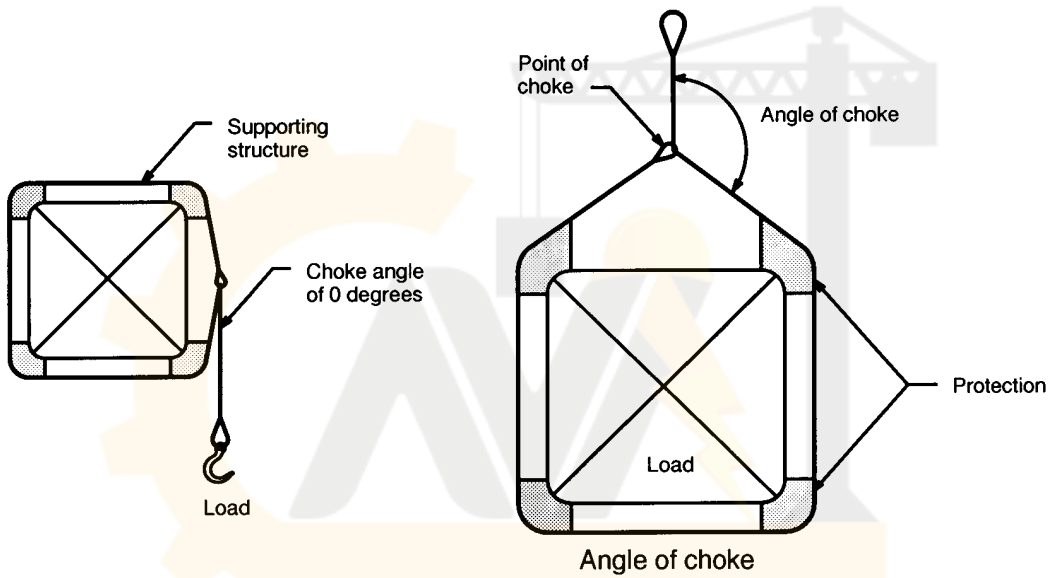 Supporting
structure
Choke angle
of 0 degrees
Load
Point of
choke
Angle of choke
Protection
Load
Angle of choke